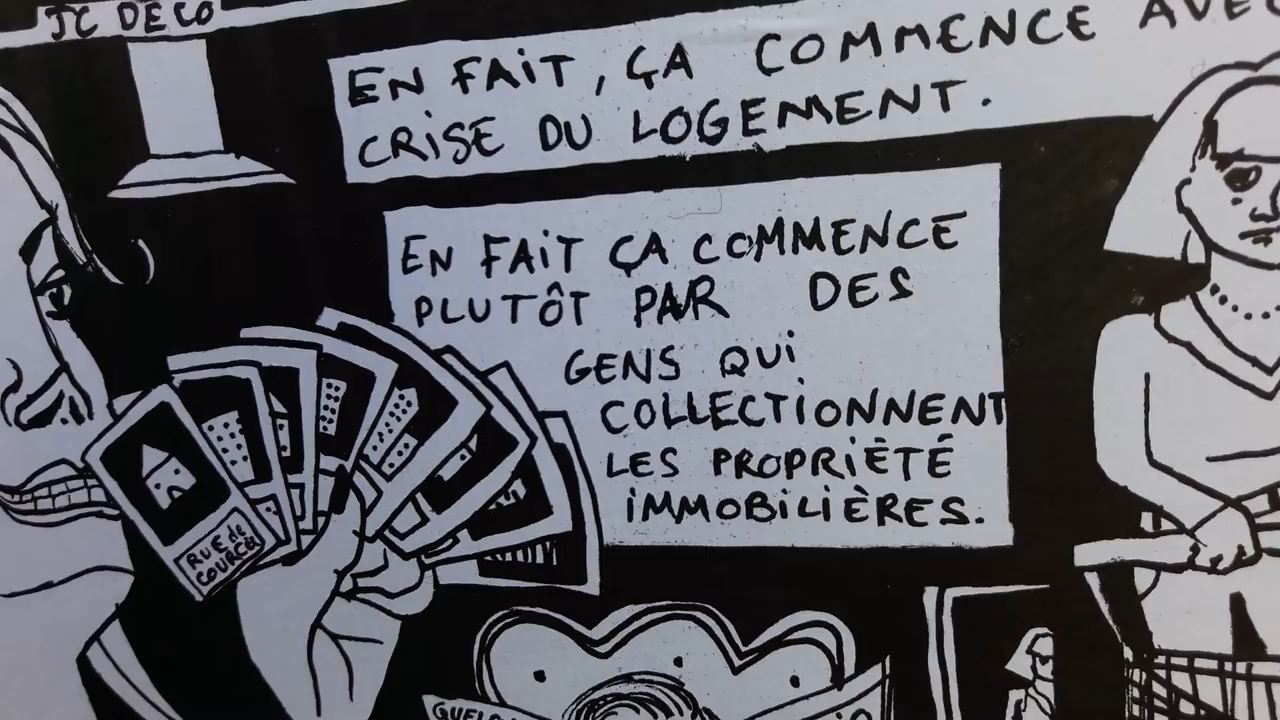 JC DECO
EN FAIT, ÇA COMMENCE AVEC
CRISE DU LOGEMENT.
EN FAIT ÇA COMMENCE
PLUTÔT PAR DES
GENS QUI
COLLECTIONNENT
LES PROPRIÉTÉ
IMMOBILIÈRES.
RUE de